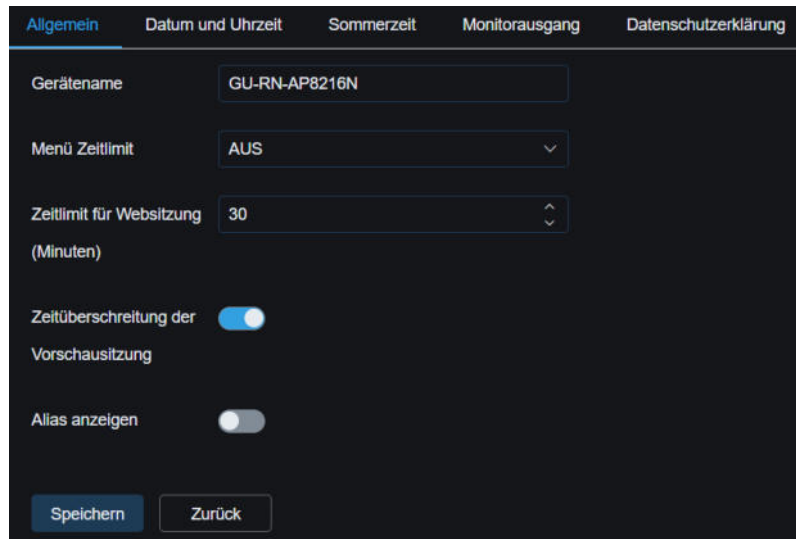 Allgemein Datum und Uhrzeit Sommerzeit Monitorausgang Datenschutzerklärung
Gerätename GU-RN-AP8216N
Menü Zeitlimit AUS
Zeitlimit für Websitzung 30
(Minuten)
Zeitüberschreitung der
Vorschausitzung
Alias anzeigen
Speichern Zurück